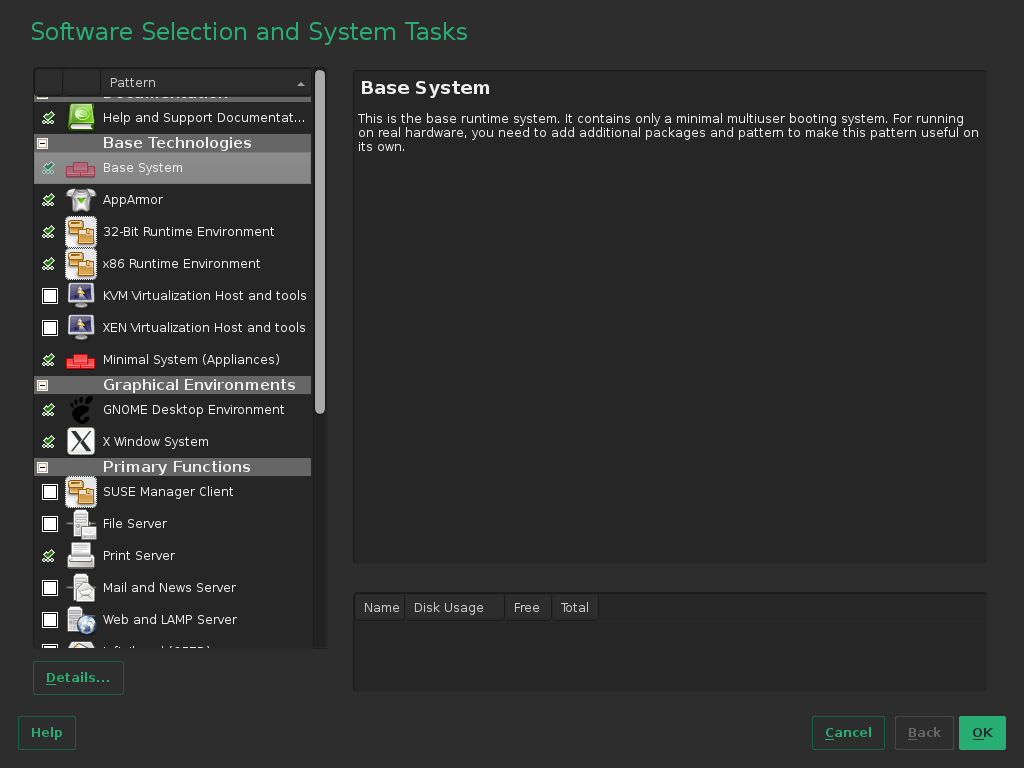 Software Selection and System Tasks
Pattern
Documentation
Help and Support Documentat...
Base Technologies
Base System
AppArmor
32-Bit Runtime Environment
x86 Runtime Environment
KVM Virtualization Host and tools
XEN Virtualization Host and tools
Minimal System (Appliances)
Graphical Environments
GNOME Desktop Environment
X Window System
Primary Functions
SUSE Manager Client
File Server
Print Server
Mail and News Server
Web and LAMP Server
Details...
Base System
This is the base runtime system. It contains only a minimal multiuser booting system. For running
on real hardware, you need to add additional packages and pattern to make this pattern useful on
its own.
Name Disk Usage Free Total
Help
Cancel Back OK